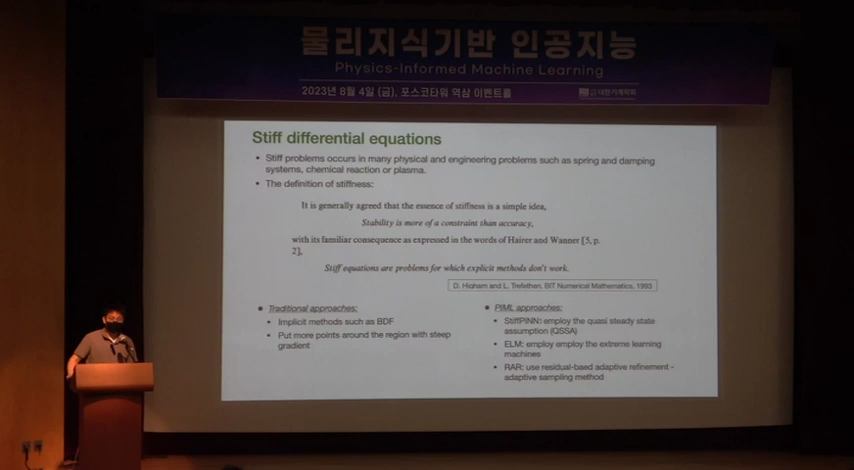 물리지식기반 인공지능
Physics-Informed Machine Learning
2023년 8월 4일 (금), 포스코타워 역삼 이벤트홀
대한기계학회
Stiff differential equations
• Stiff problems occurs in many physical and engineering problems such as spring and damping
systems, chemical reaction or plasma.
• The definition of stiffness:
It is generally agreed that the essence of stiffness is a simple idea,
Stability is more of a constraint than accuracy,
with its familiar consequence as expressed in the words of Hairer and Wanner [5, p.
2],
Stiff equations are problems for which explicit methods don't work.
D. Higham and L. Trefethen, BIT Numerical Mathematics, 1993
● Traditional approaches:
• Implicit methods such as BDF
• Put more points around the region with steep
gradient
● PIML approaches:
• StiffPINN: employ the quasi steady state
assumption (QSSA)
• ELM: employ employ the extreme learning
machines
• RAR: use residual-baed adaptive refinement -
adaptive sampling method